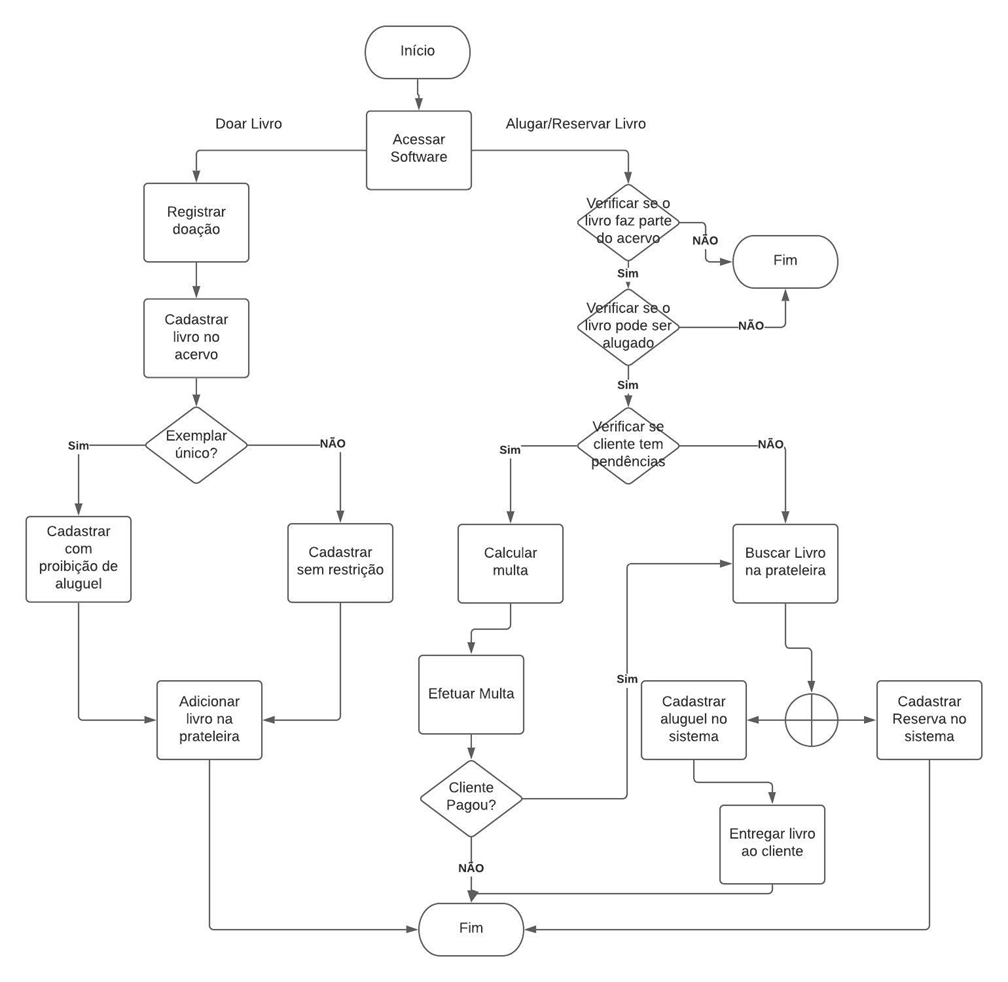 Início
Doar Livro
Alugar/Reservar Livro
Acessar
Software
Registrar
doação
Verificar se o
livro faz parte
do acervo
NÃO
Fim
Sim
Cadastrar
livro no
acervo
Verificar se o
livro pode ser
alugado
NÃO
Sim
Exemplar
único?
Sim
NÃO
Verificar se
cliente tem
pendências
Sim
NÃO
Cadastrar
com
proibição de
aluguel
Cadastrar
sem restrição
Calcular
multa
Buscar Livro
na prateleira
Adicionar
livro na
prateleira
Efetuar Multa
Sim
Cadastrar
aluguel no
sistema
Cadastrar
Reserva no
sistema
Cliente
Pagou?
Entregar livro
ao cliente
NÃO
Fim